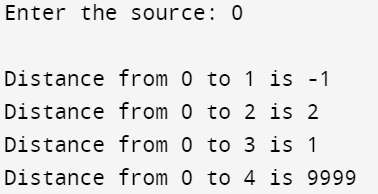 Enter the source: 0
Distance from 0 to 1 is -1
Distance from 0 to 2 is 2
Distance from 0 to 3 is 1
Distance from 0 to 4 is 9999